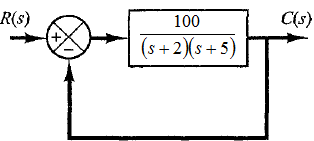 R(s)
C(s)
+
−
100
(s+2)(s+5)